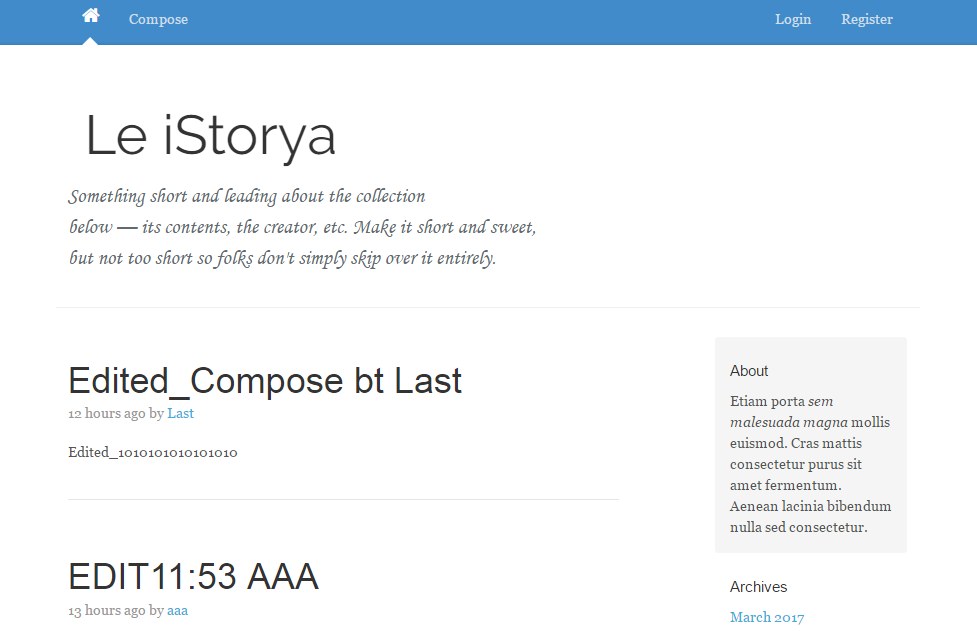 Compose
Login Register
Le iStorya
Something short and leading about the collection
below — its contents, the creator, etc. Make it short and sweet,
but not too short so folks don't simply skip over it entirely.
Edited_Compose bt Last
12 hours ago by Last
Edited_1010101010101010
EDIT11:53 AAA
13 hours ago by aaa
About
Etiam porta sem
malesuada magna mollis
euismod. Cras mattis
consectetur purus sit
amet fermentum.
Aenean lacinia bibendum
nulla sed consectetur.
Archives
March 2017